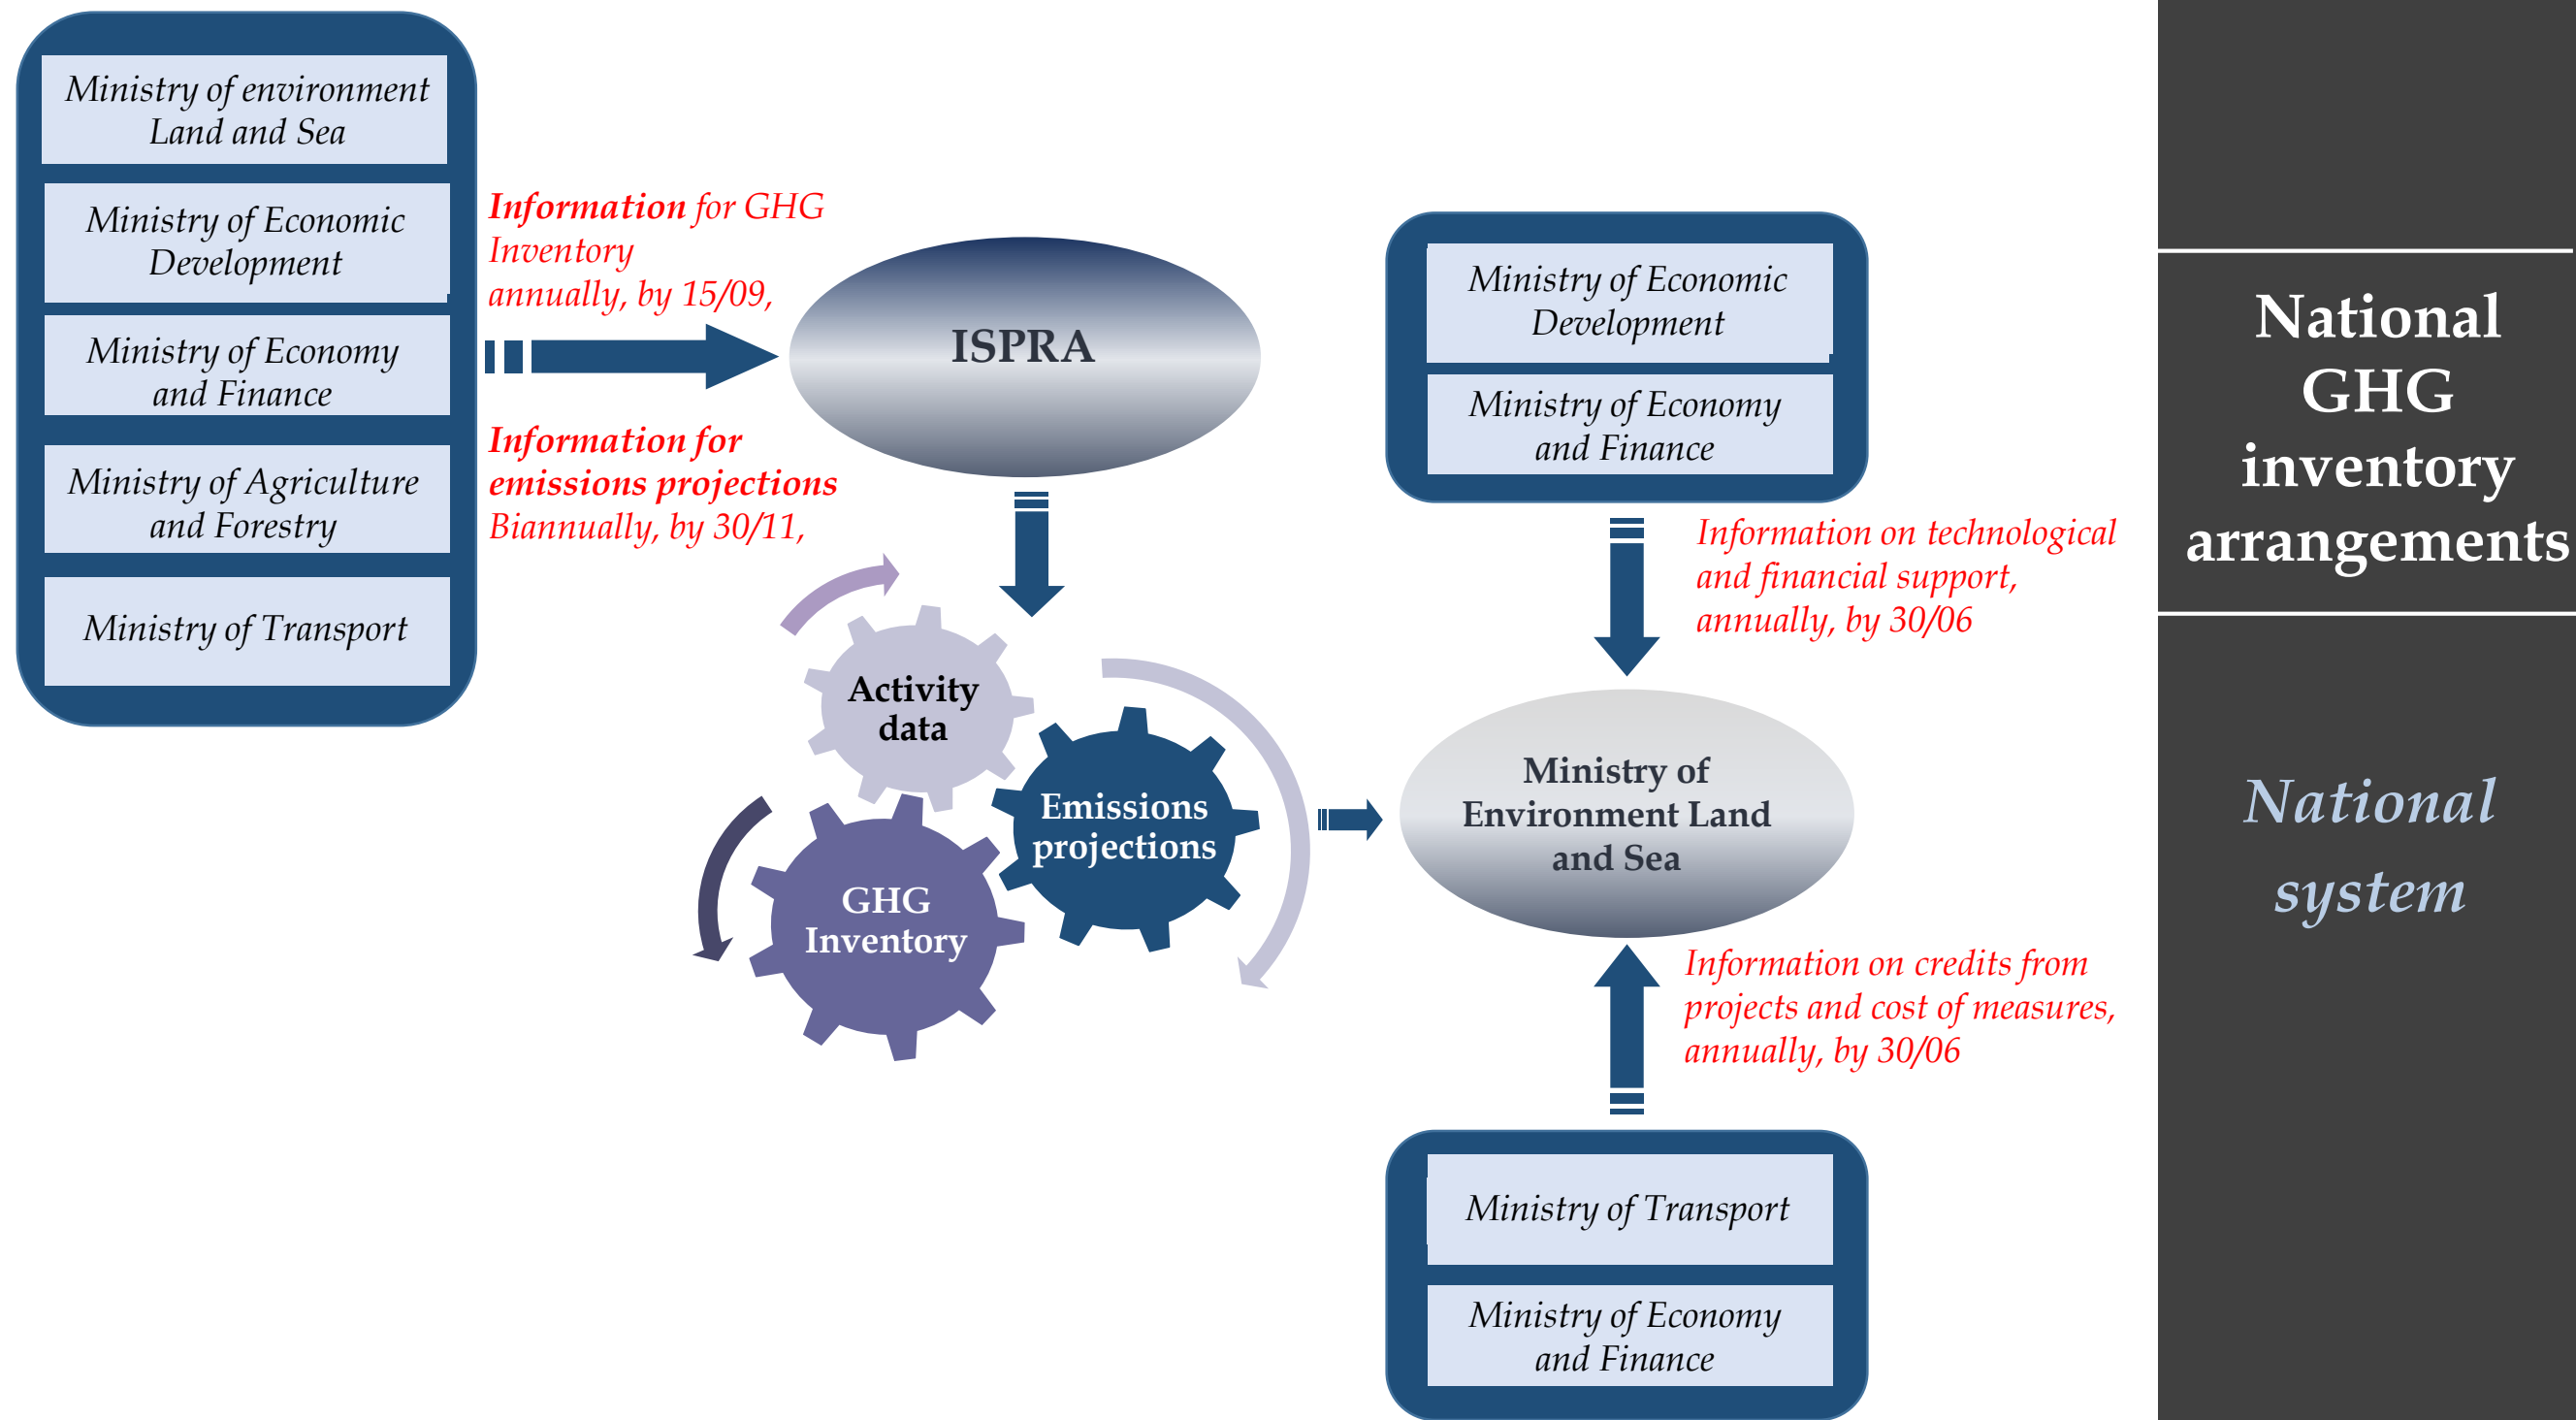 Ministry of environment
Land and Sea
Ministry of Economic
Development
Ministry of Economy
and Finance
Ministry of Agriculture
and Forestry
Ministry of Transport
Information for GHG
Inventory
annually, by 15/09,
Information for
emissions projections
Biannually, by 30/11,
ISPRA
Activity
data
Emissions
projections
GHG
Inventory
Ministry of Economic
Development
Ministry of Economy
and Finance
Information on technological
and financial support,
annually, by 30/06
Ministry of
Environment Land
and Sea
Information on credits from
projects and cost of measures,
annually, by 30/06
Ministry of Transport
Ministry of Economy
and Finance
National
GHG
inventory
arrangements
National
system